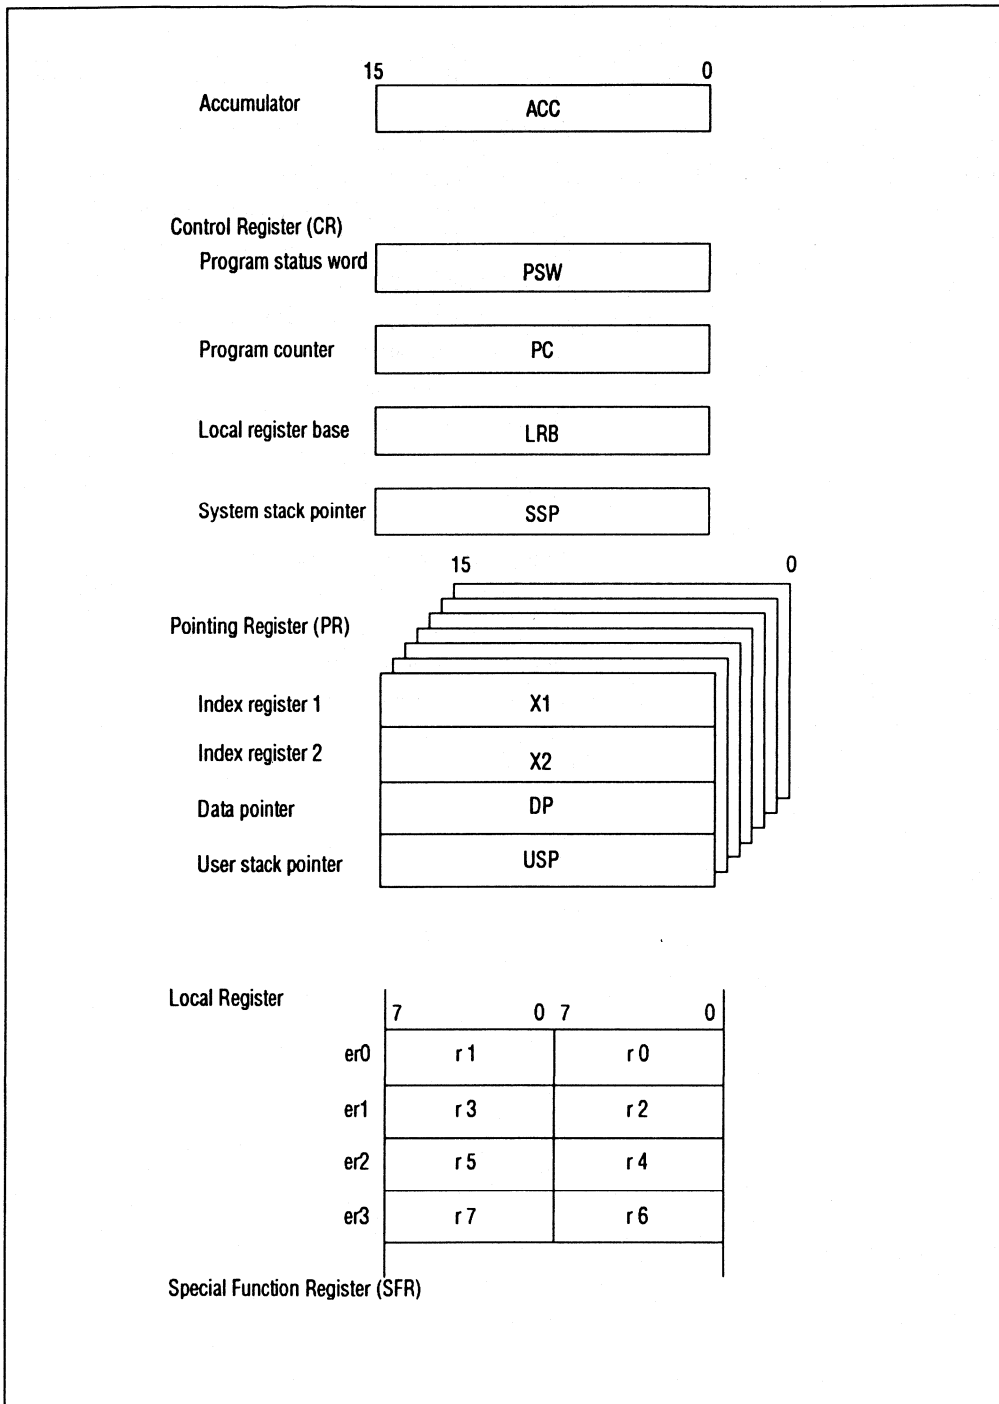 15 0
Accumulator ACC
Control Register (CR)
Program status word PSW
Program counter PC
Local register base LRB
System stack pointer SSP
15 0
Pointing Register (PR)
Index register 1 X1
Index register 2 X2
Data pointer DP
User stack pointer USP
Local Register
7 0 7 0
er0 r 1 r 0
er1 r 3 r 2
er2 r 5 r 4
er3 r 7 r 6
Special Function Register (SFR)